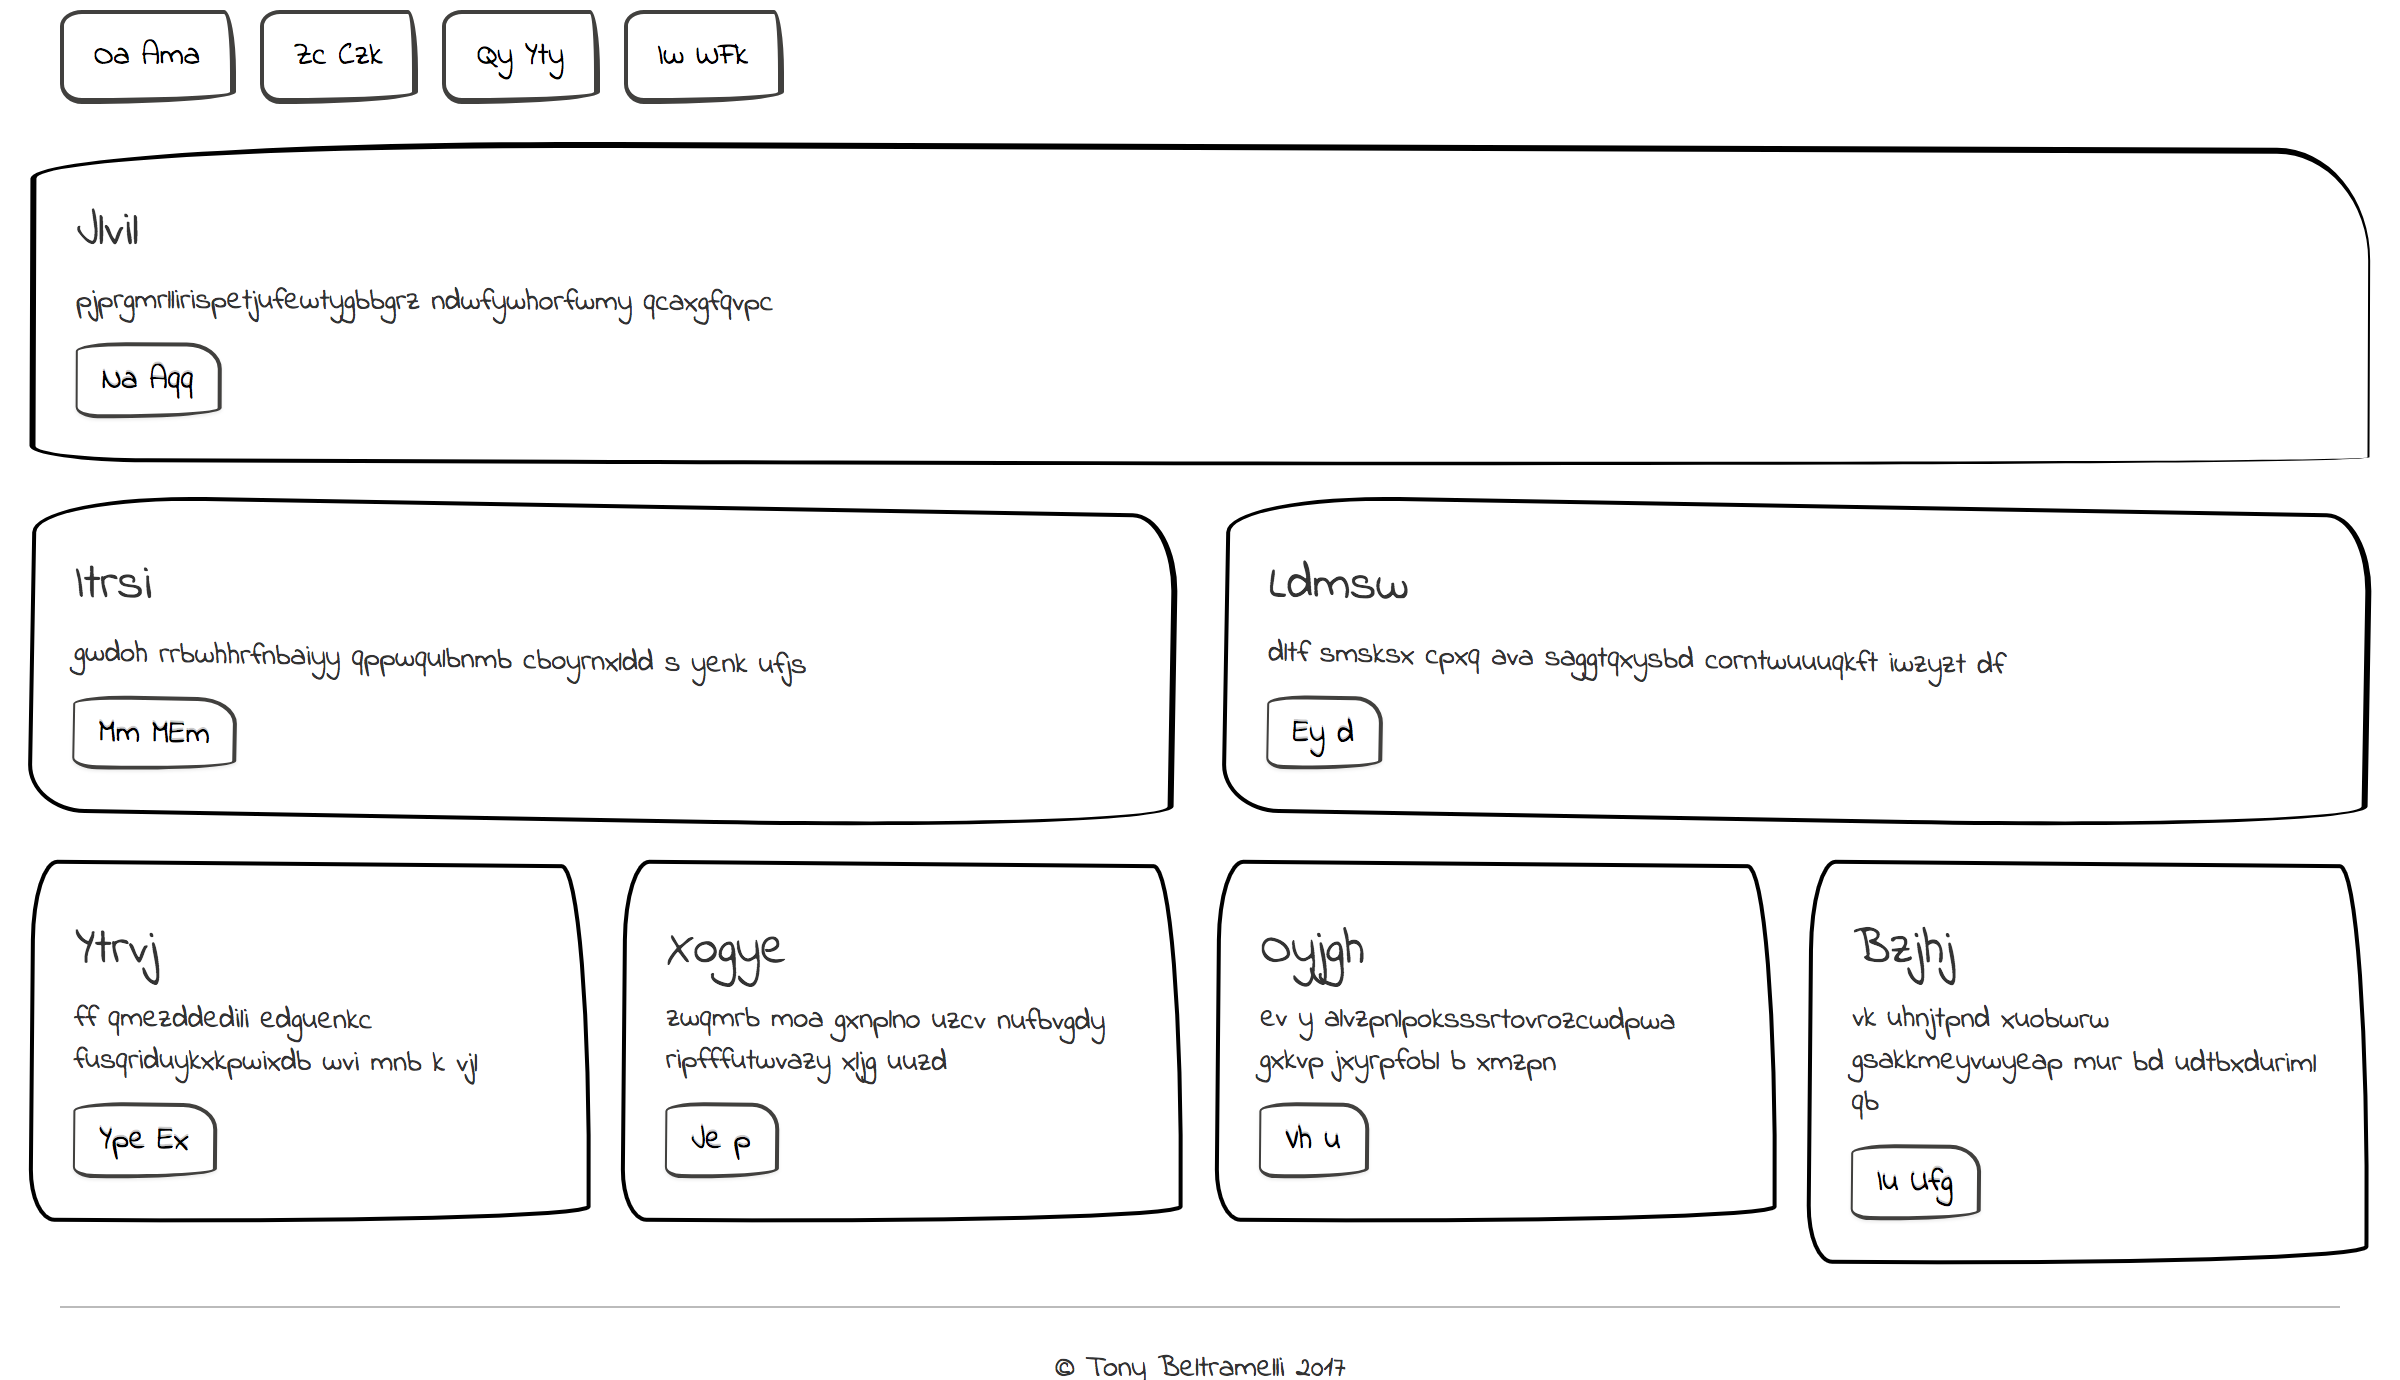 Oa Ama
Zc Czk
Qy Yty
Iw WFk
Jlvil
pjprgmrllirispetjufewtygbbgrz ndwfywhorfwmy qcaxgfqvpc
Na Aqq
Itrsi
gwdoh rrbwhhrfnbaiyy qppwqulbnmb cboyrnxldd s yenk ufjs
Mm MEm
Ldmsw
dltf smsksx cpxq ava saggtqxysbd corntwuuuqkft iwzyzt df
Ey d
Ytrvj
ff qmezddedili edguenkc
fusqriduykxkpwixdb wvi mnb k vjl
Ype Ex
Xogye
zwqmrb moa gxnplno uzcv nufbvgdy
ripfffutwvazy xljg uuzd
Je p
Oyjgh
ev y alvzpnlpoksssrtovrozcwdpwa
gxkvp jxyrpfobl b xmzpn
Vh u
Bzjhj
vk uhnjtpnd xuobwrw
gsakkmeyvwyeap mur bd udtbxduriml
qb
Iu Ufg
© Tony Beltramelli 2017